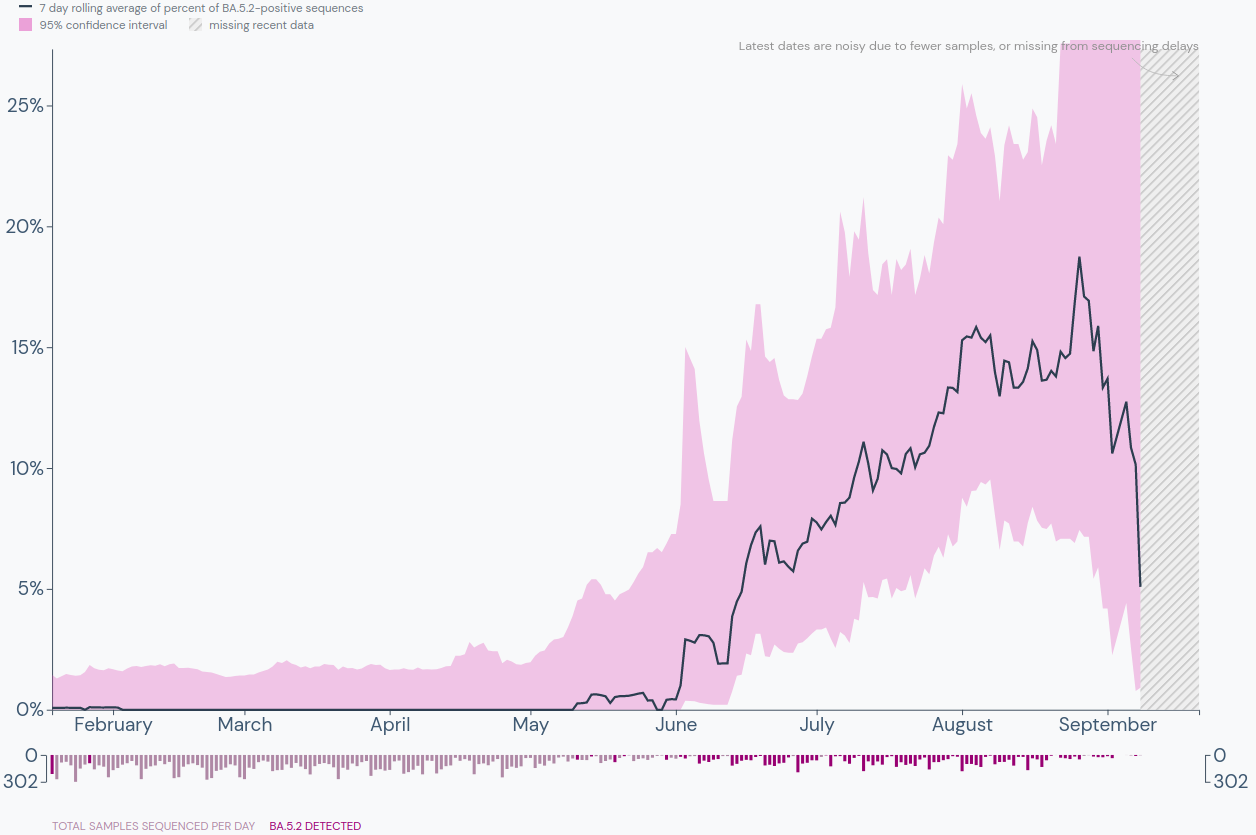 7 day rolling average of percent of BA.5.2-positive sequences
95% confidence interval missing recent data
Latest dates are noisy due to fewer samples, or missing from sequencing delays
25%
20%
15%
10%
5%
0%
February March April May June July August September
0 0
302 302
TOTAL SAMPLES SEQUENCED PER DAY BA.5.2 DETECTED